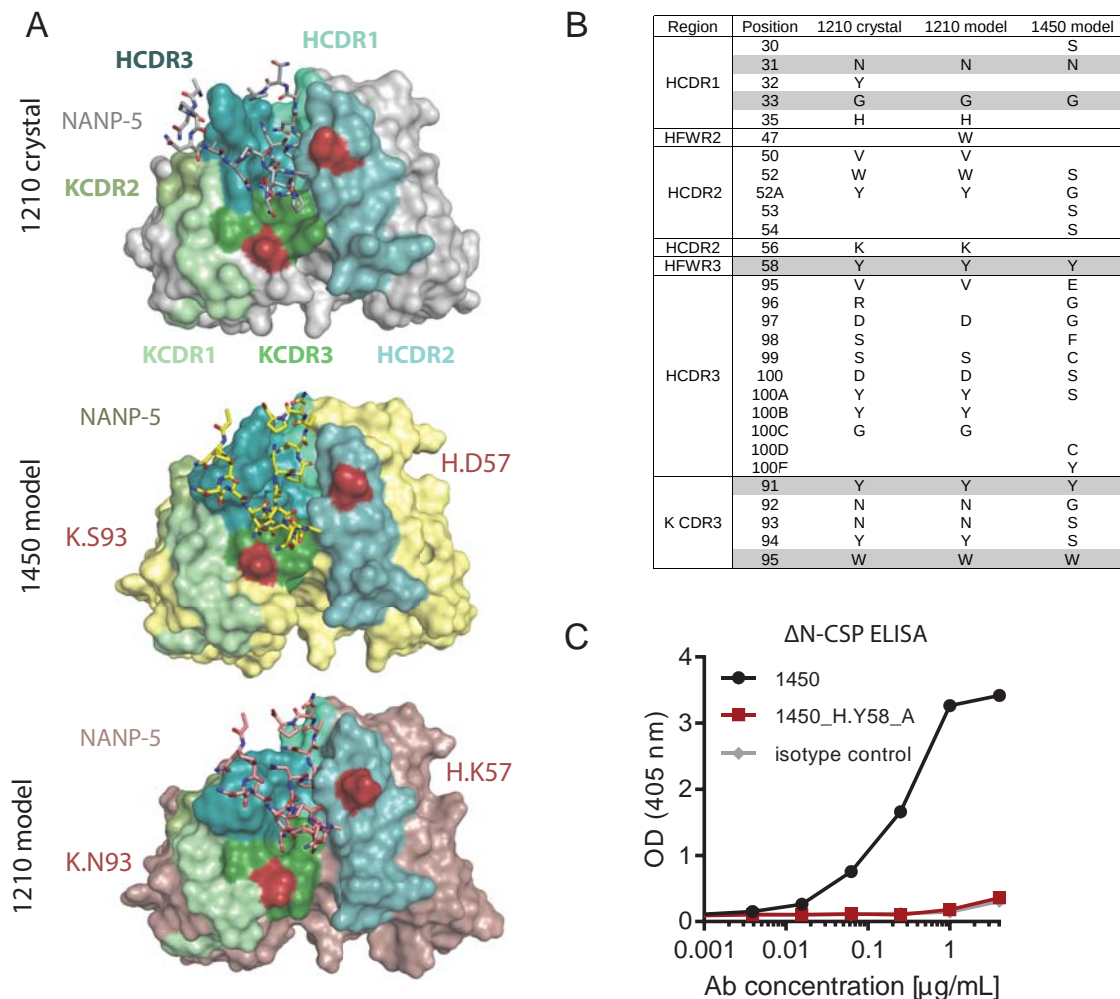 A
HCDR3
HCDR1
NANP-5
KCDR2
1210 crystal
KCDR1
KCDR3
HCDR2
NANP-5
H.D57
K.S93
1450 model
NANP-5
H.K57
K.N93
1210 model
B
Region Position 1210 crystal 1210 model 1450 model
HCDR1
30 S
31 N N N
32 Y
33 G G G
35 H H
HFWR2 47 W
HCDR2
50 V V
52 W W S
52A Y Y G
53 S
54 S
HCDR2 56 K K
HFWR3 58 Y Y Y
HCDR3
95 V V E
96 R G
97 D D G
98 S F
99 S S C
100 D D S
100A Y Y S
100B Y Y
100C G G
100D C
100F Y
K CDR3
91 Y Y Y
92 N N G
93 N N S
94 Y Y S
95 W W W
C
ΔN-CSP ELISA
1450
1450_H.Y58_A
isotype control
OD (405 nm)
4
3
2
1
0
0.001 0.01 0.1 1
Ab concentration [µg/mL]